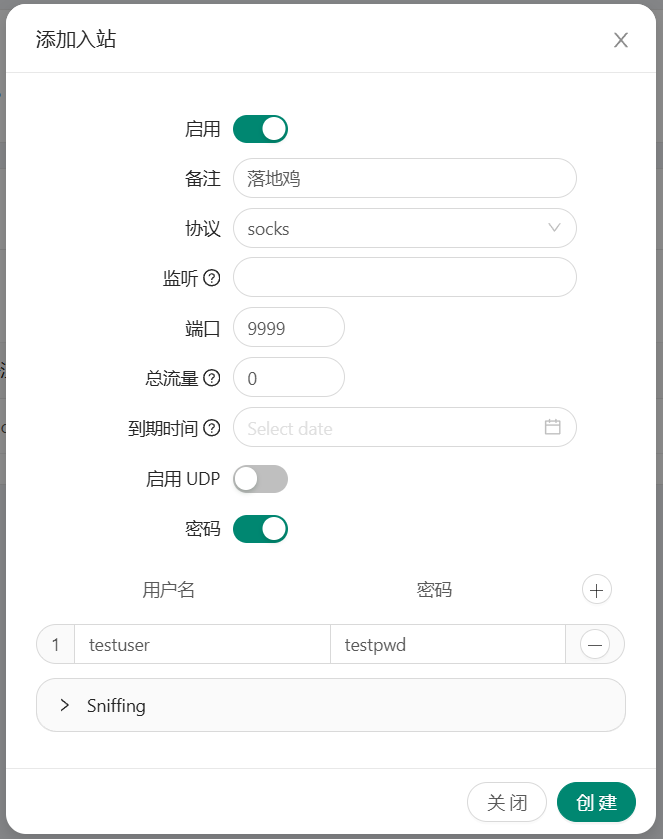 添加入站
启用
备注 落地鸡
协议 socks
监听
端口 9999
总流量 0
到期时间 Select date
启用 UDP
密码
用户名 密码
1 testuser testpwd
Sniffing
关 闭 创 建